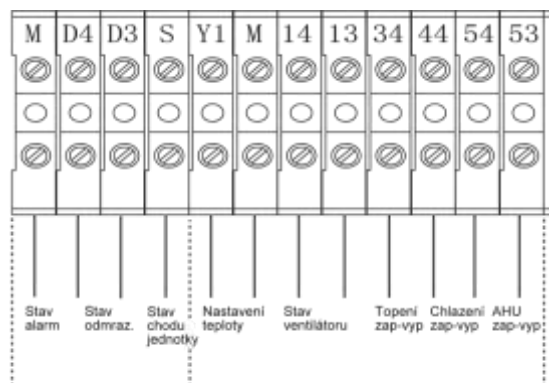 M D4 D3 S Y1 M 14 13 34 44 54 53
Stav alarm
Stav odmraz.
Stav chodu jednotky
Nastavení teploty
Stav ventilátoru
Topení zap-vyp
Chlazení zap-vyp
AHU zap-vyp